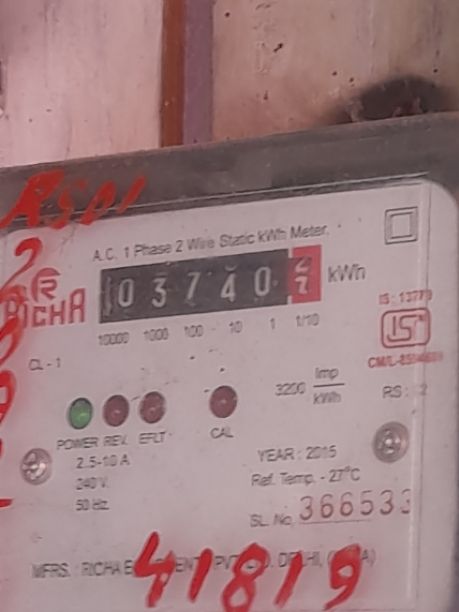 RS01
A.C. 1 Phase 2 Wire Static kWh Meter.
0 3 7 4 0 kWh
10000 1000 100 10 1 1/10
RICHA
IS : 13779
ISI
CL - 1
3200 Imp
kWh
POWER REV. EFLT CAL
2.5-10 A
240 V.
50 Hz.
YEAR : 2015
Ref. Temp. - 27°C
SL. No. 366533
MFRS. : RICHA
41819